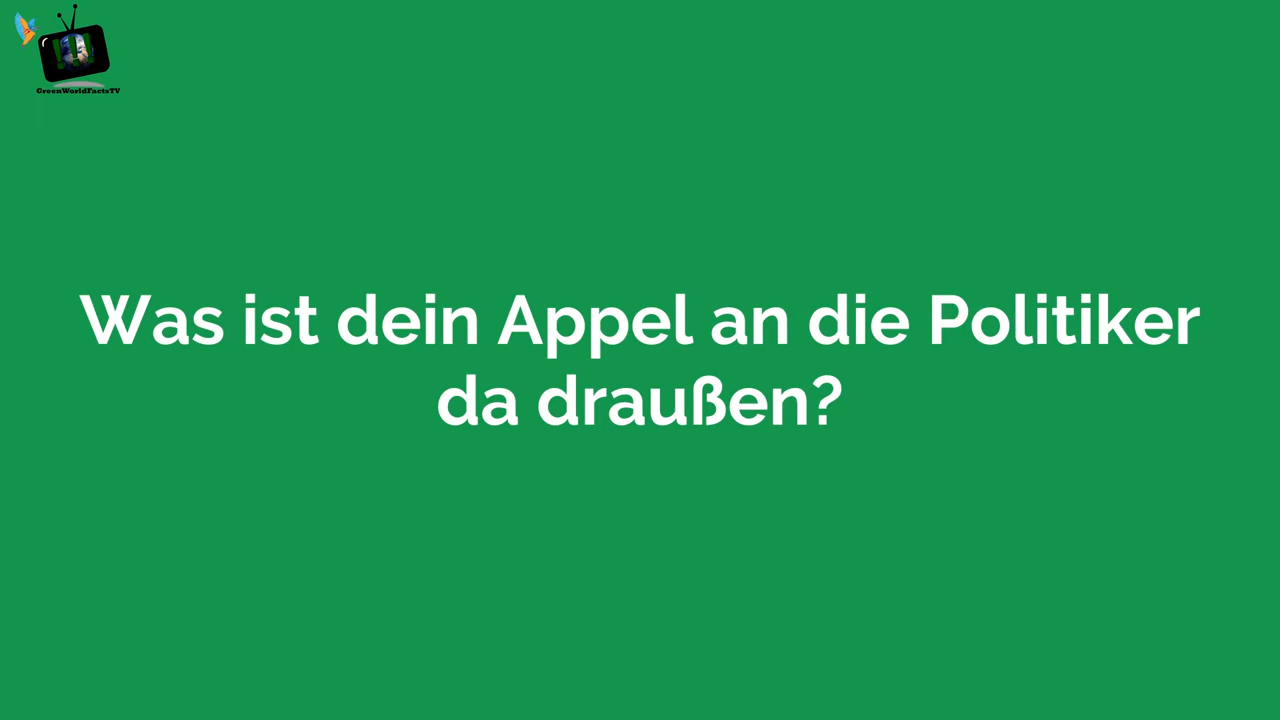 GreenWorldFactsTV
Was ist dein Appel an die Politiker
da draußen?